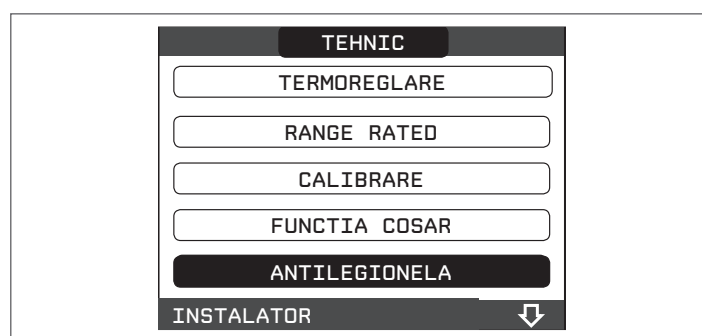 TEHNIC
TERMOREGLARE
RANGE RATED
CALIBRARE
FUNCTIA COSAR
ANTILEGIONELA
INSTALATOR